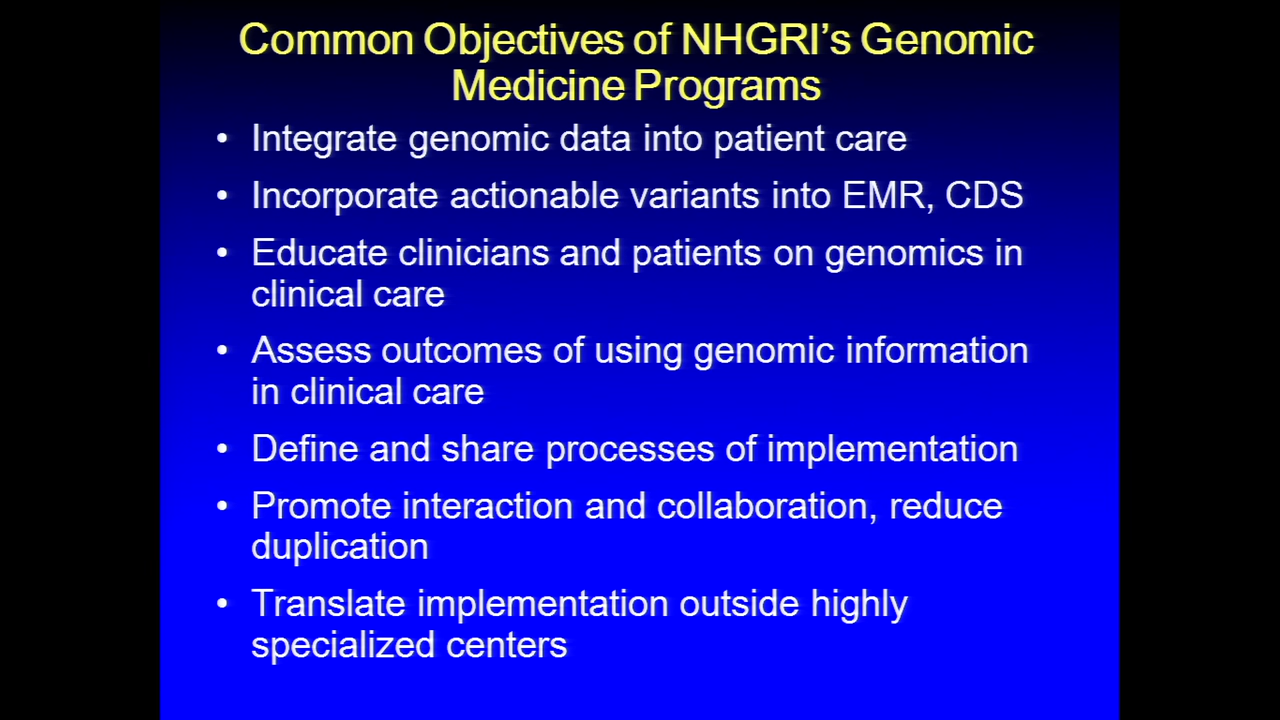 Common Objectives of NHGRI's Genomic
Medicine Programs
• Integrate genomic data into patient care
• Incorporate actionable variants into EMR, CDS
• Educate clinicians and patients on genomics in
clinical care
• Assess outcomes of using genomic information
in clinical care
• Define and share processes of implementation
• Promote interaction and collaboration, reduce
duplication
• Translate implementation outside highly
specialized centers